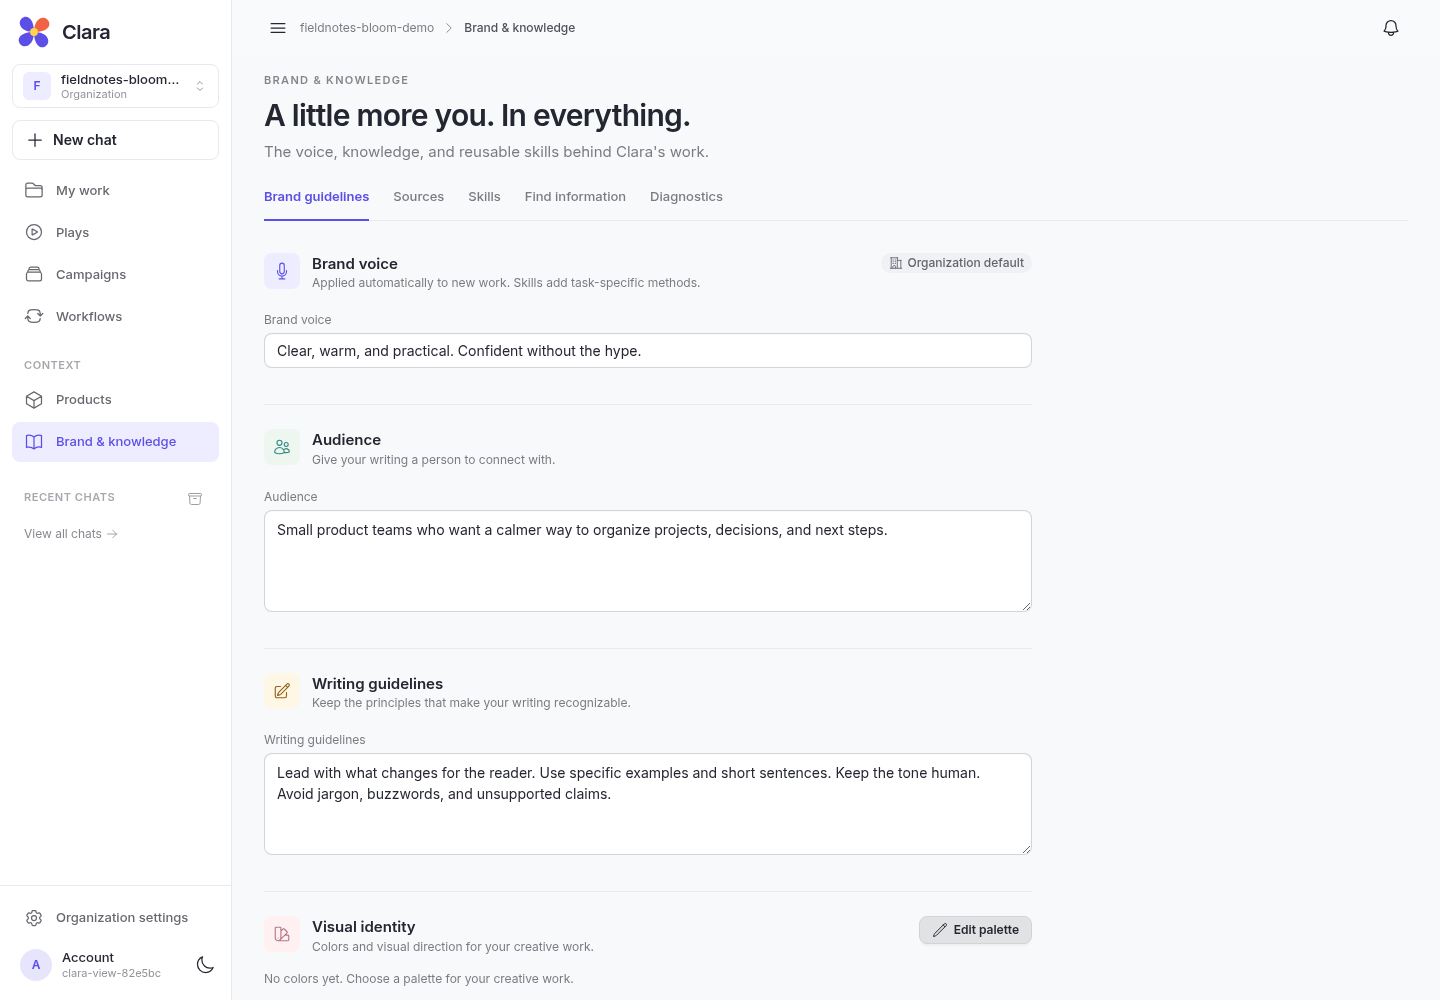 Clara
fieldnotes-bloom-demo
Brand & knowledge
F
fieldnotes-bloom...
Organization
New chat
My work
Plays
Campaigns
Workflows
CONTEXT
Products
Brand & knowledge
RECENT CHATS
View all chats
Organization settings
A
Account
clara-view-82e5bc
BRAND & KNOWLEDGE
A little more you. In everything.
The voice, knowledge, and reusable skills behind Clara's work.
Brand guidelines
Sources
Skills
Find information
Diagnostics
Brand voice
Applied automatically to new work. Skills add task-specific methods.
Organization default
Brand voice
Clear, warm, and practical. Confident without the hype.
Audience
Give your writing a person to connect with.
Audience
Small product teams who want a calmer way to organize projects, decisions, and next steps.
Writing guidelines
Keep the principles that make your writing recognizable.
Writing guidelines
Lead with what changes for the reader. Use specific examples and short sentences. Keep the tone human.
Avoid jargon, buzzwords, and unsupported claims.
Visual identity
Colors and visual direction for your creative work.
Edit palette
No colors yet. Choose a palette for your creative work.